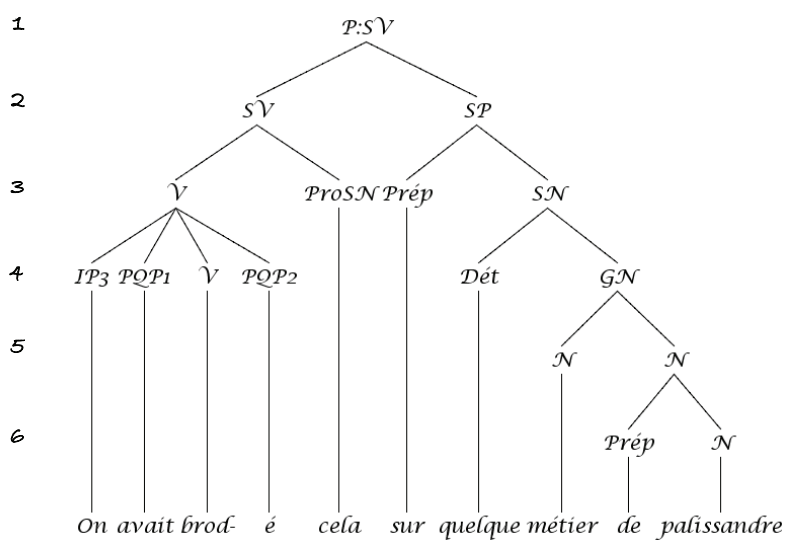 1 P:SV
2 SV SP
3 V ProSN Prép SN
4 IP3 PQP1 V PQP2 Dét GN
5 N N
6 Prép N
On avait brod- é cela sur quelque métier de palissandre